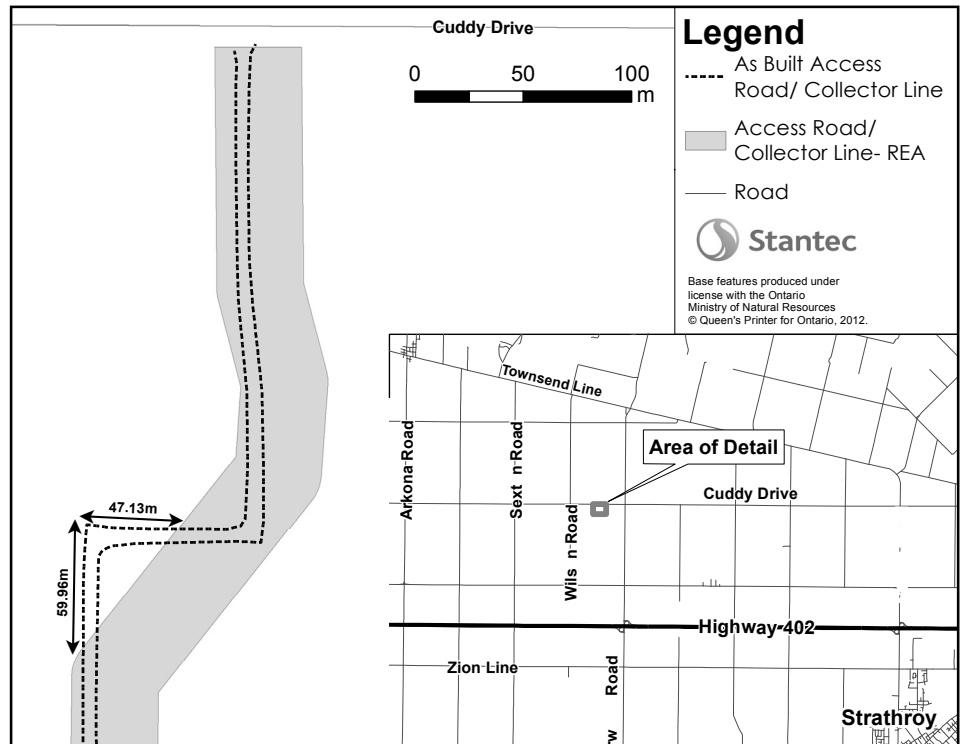 Cuddy Drive
0 50 100
m
Legend
As Built Access
Road/ Collector Line
Access Road/
Collector Line- REA
Road
Stantec
Base features produced under
license with the Ontario
Ministry of Natural Resources
© Queen's Printer for Ontario, 2012.
47.13m
59.96m
Townsend Line
Arkona Road
Sext n Road
Wils n Road
Area of Detail
Cuddy Drive
Highway 402
Zion Line
Road
rw
Strathroy